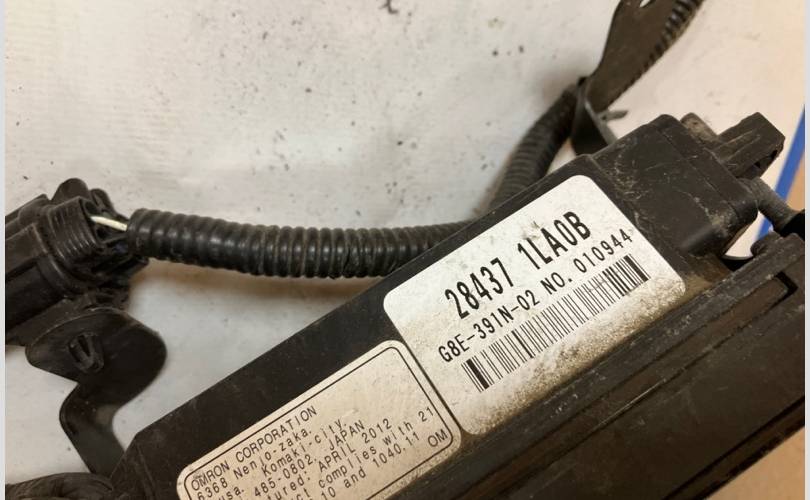 28437 1LA0B
G8E-391N-02 NO. 010944
OMRON CORPORATION
6368 Nenjo-zaka,
Komaki-city,
485-0802, JAPAN
APRIL 2012
complies with 21
10 and 1040.11
OM